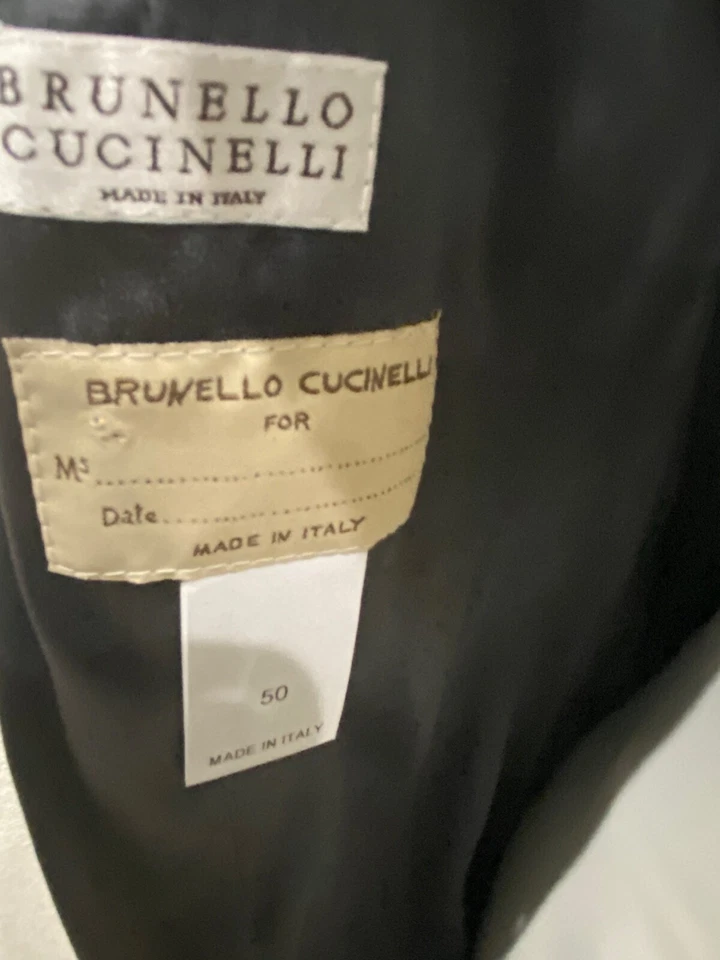 BRUNELLO
CUCINELLI
MADE IN ITALY
BRUNELLO CUCINELLI
FOR
Ms
Date
MADE IN ITALY
50
MADE IN ITALY